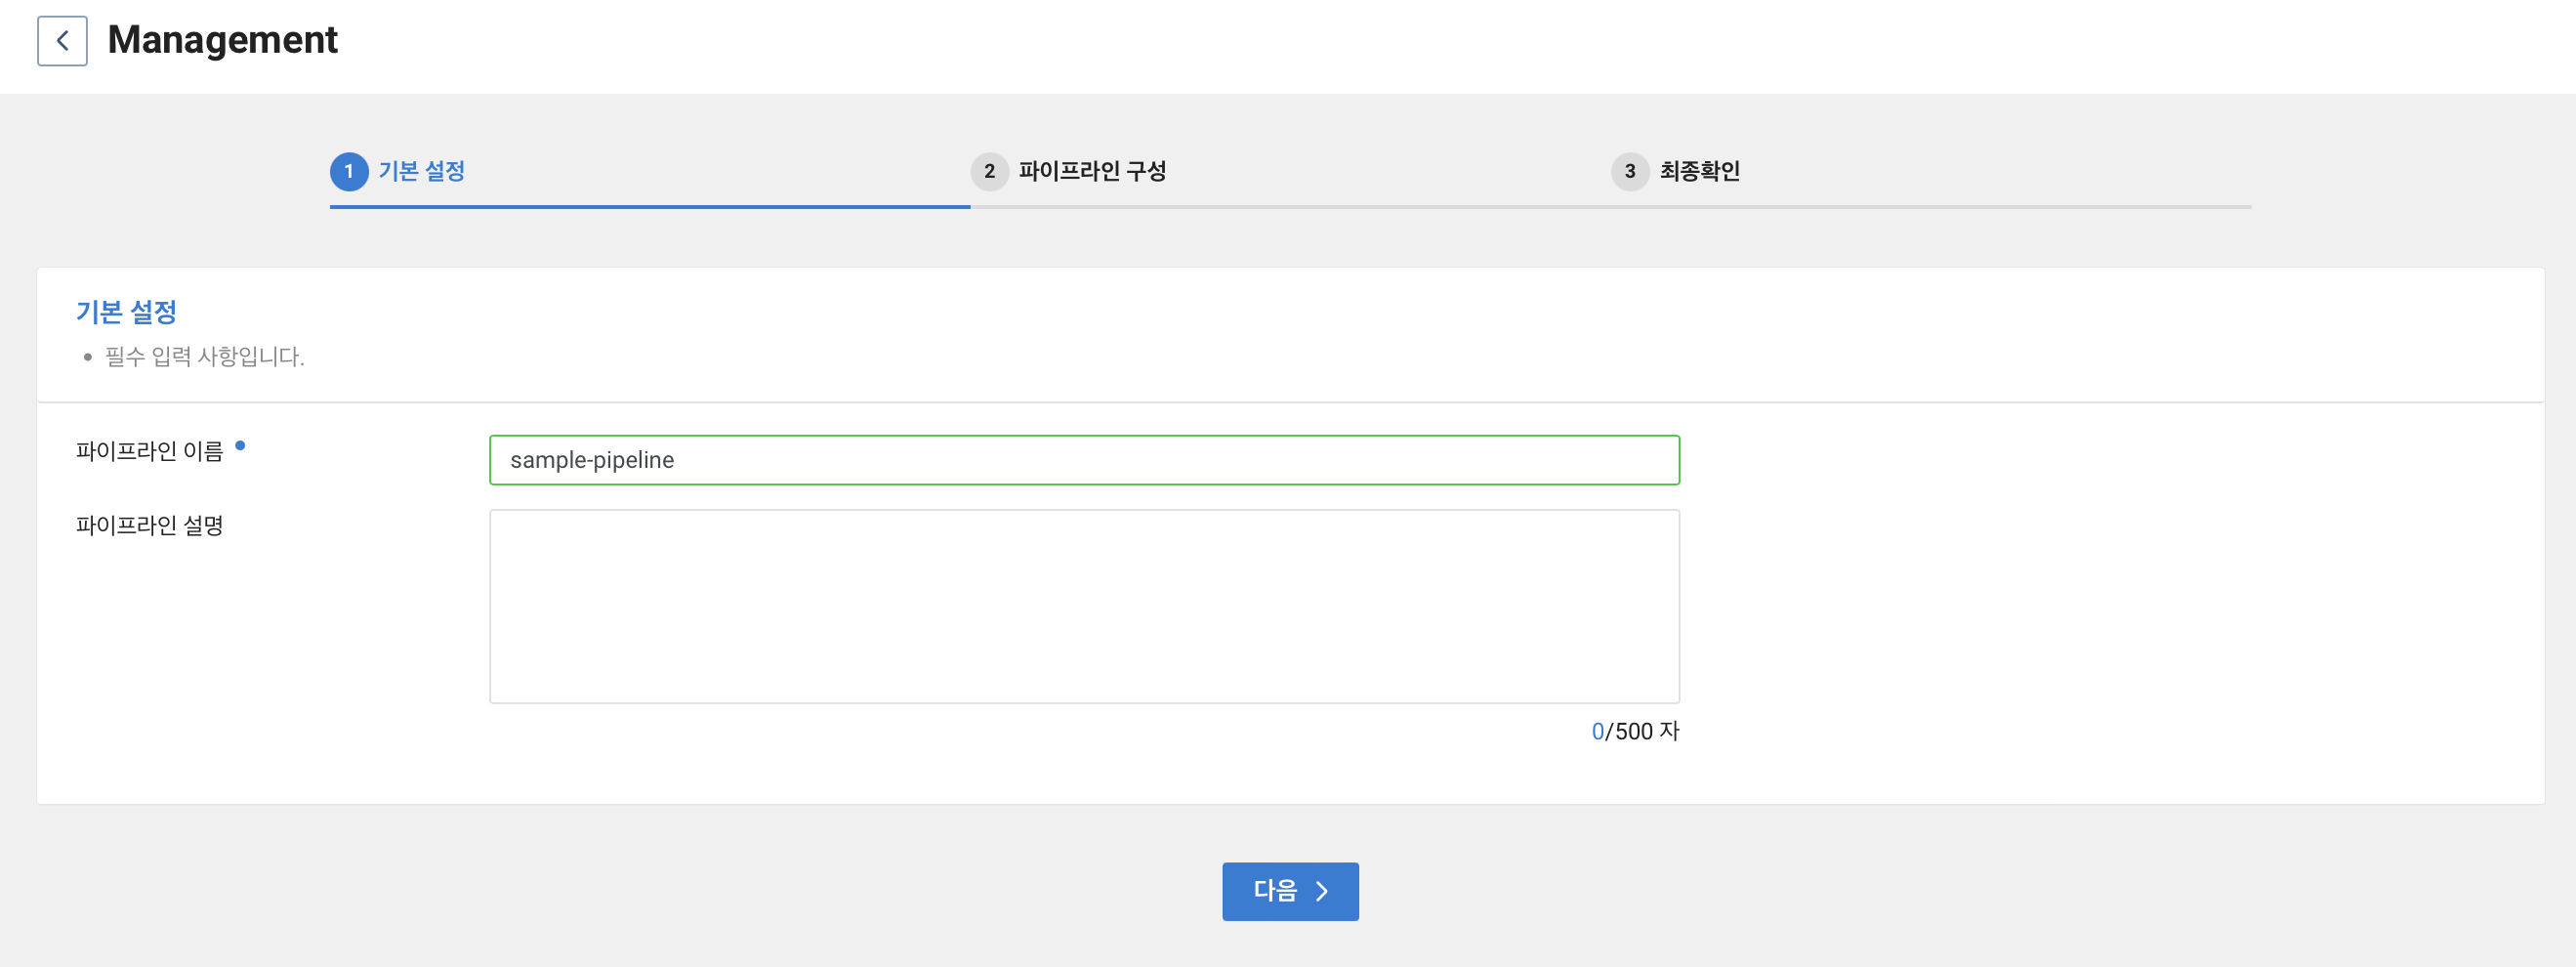 Management
1 기본 설정
2 파이프라인 구성
3 최종확인
기본 설정
• 필수 입력 사항입니다.
파이프라인 이름
sample-pipeline
파이프라인 설명
0/500 자
다음